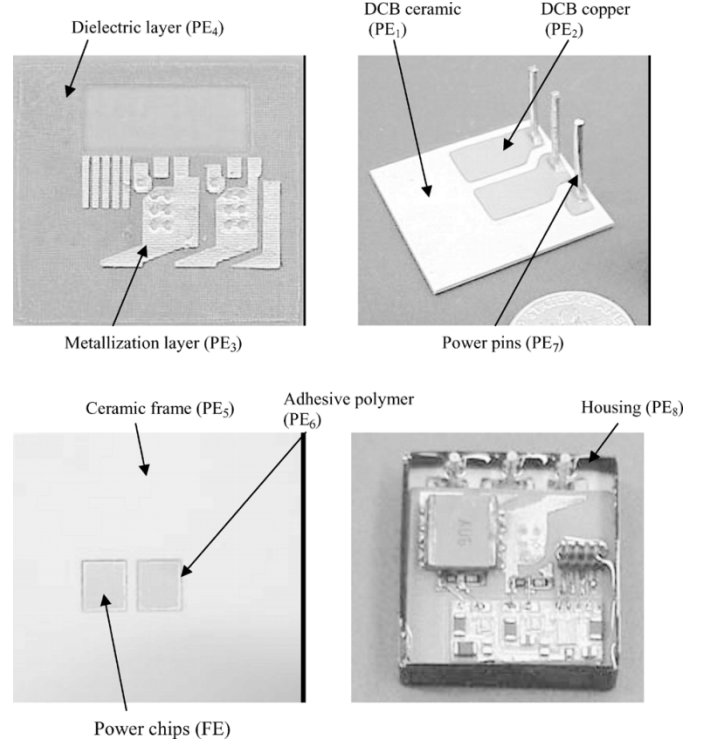 Dielectric layer (PE₄)
DCB ceramic
(PE₁)
DCB copper
(PE₂)
Metallization layer (PE₃)
Power pins (PE₇)
Ceramic frame (PE₅)
Adhesive polymer
(PE₆)
Housing (PE₈)
Power chips (FE)